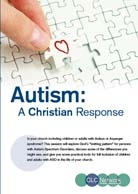 Autism:
A Christian Response
Is your church including children or adults with Autism or Asperger
syndrome? This session will explore God's "knitting pattern" for persons
with Autism Spectrum Disorders, discuss some of the differences you
might see, and give you some practical tools for full inclusion of children
and adults with ASD in the life of your church.
CLC
Network